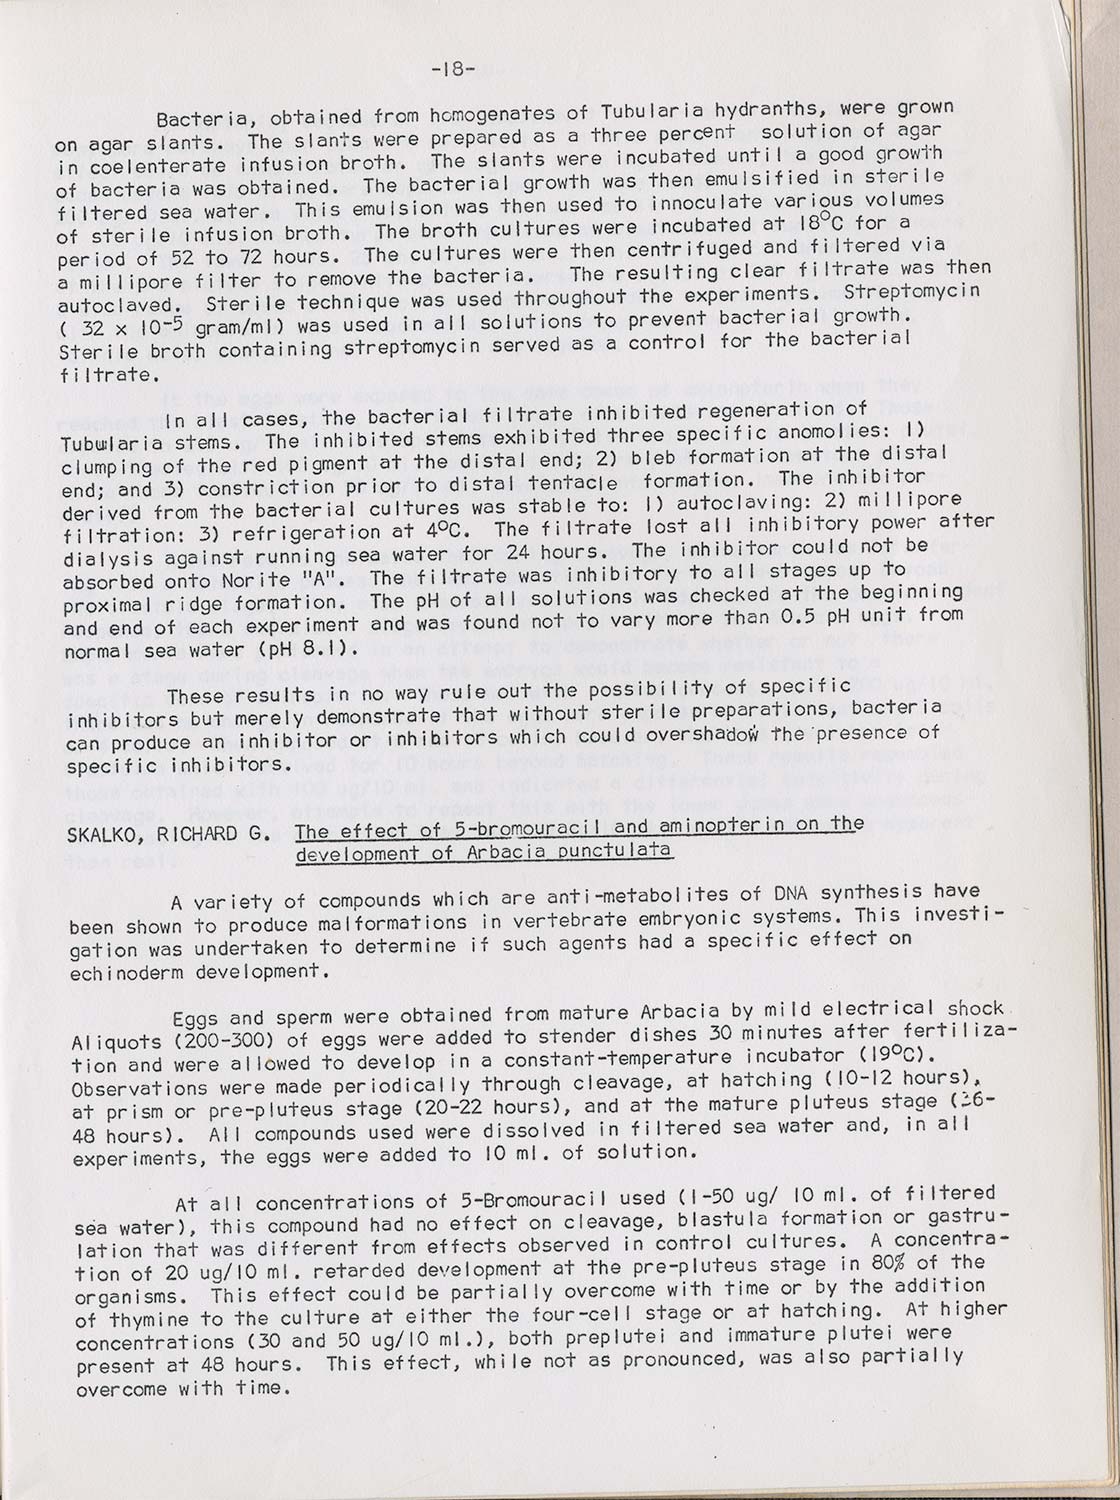 -18-
Bacteria, obtained from homogenates of Tubularia hydranths, were grown
on agar slants. The slants were prepared as a three percent solution of agar
in coelenterate infusion broth. The slants were incubated until a good growth
of bacteria was obtained. The bacterial growth was then emulsified in sterile
filtered sea water. This emulsion was then used to innoculate various volumes
of sterile infusion broth. The broth cultures were incubated at 18°C for a
period of 52 to 72 hours. The cultures were then centrifuged and filtered via
a millipore filter to remove the bacteria. The resulting clear filtrate was then
autoclaved. Sterile technique was used throughout the experiments. Streptomycin
( 32 x 10-5 gram/ml) was used in all solutions to prevent bacterial growth.
Sterile broth containing streptomycin served as a control for the bacterial
filtrate.
In all cases, the bacterial filtrate inhibited regeneration of
Tubularia stems. The inhibited stems exhibited three specific anomolies: 1)
clumping of the red pigment at the distal end; 2) bleb formation at the distal
end; and 3) constriction prior to distal tentacle formation. The inhibitor
derived from the bacterial cultures was stable to: 1) autoclaving: 2) millipore
filtration: 3) refrigeration at 4°C. The filtrate lost all inhibitory power after
dialysis against running sea water for 24 hours. The inhibitor could not be
absorbed onto Norite "A". The filtrate was inhibitory to all stages up to
proximal ridge formation. The pH of all solutions was checked at the beginning
and end of each experiment and was found not to vary more than 0.5 pH unit from
normal sea water (pH 8.1).
These results in no way rule out the possibility of specific
inhibitors but merely demonstrate that without sterile preparations, bacteria
can produce an inhibitor or inhibitors which could overshadow the presence of
specific inhibitors.
SKALKO, RICHARD G. The effect of 5-bromouracil and aminopterin on the
development of Arbacia punctulata
A variety of compounds which are anti-metabolites of DNA synthesis have
been shown to produce malformations in vertebrate embryonic systems. This investi-
gation was undertaken to determine if such agents had a specific effect on
echinoderm development.
Eggs and sperm were obtained from mature Arbacia by mild electrical shock.
Aliquots (200-300) of eggs were added to stender dishes 30 minutes after fertiliza-
tion and were allowed to develop in a constant-temperature incubator (19°C).
Observations were made periodically through cleavage, at hatching (10-12 hours),
at prism or pre-pluteus stage (20-22 hours), and at the mature pluteus stage (36-
48 hours). All compounds used were dissolved in filtered sea water and, in all
experiments, the eggs were added to 10 ml. of solution.
At all concentrations of 5-Bromouracil used (1-50 ug/ 10 ml. of filtered
sea water), this compound had no effect on cleavage, blastula formation or gastru-
lation that was different from effects observed in control cultures. A concentra-
tion of 20 ug/10 ml. retarded development at the pre-pluteus stage in 80% of the
organisms. This effect could be partially overcome with time or by the addition
of thymine to the culture at either the four-cell stage or at hatching. At higher
concentrations (30 and 50 ug/10 ml.), both preplutei and immature plutei were
present at 48 hours. This effect, while not as pronounced, was also partially
overcome with time.